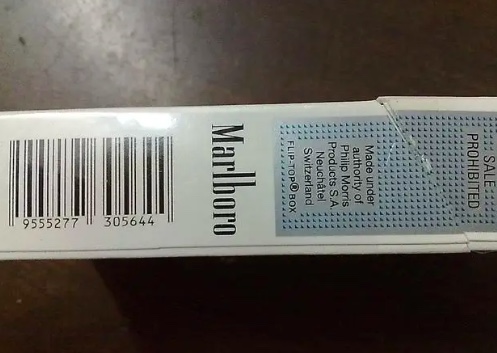 SALE
PROHIBITED
Made under
authority of
Philip Morris
Products S.A.
Neuchâtel
Switzerland
FLIP-TOP® BOX
Marlboro
9555277 305644